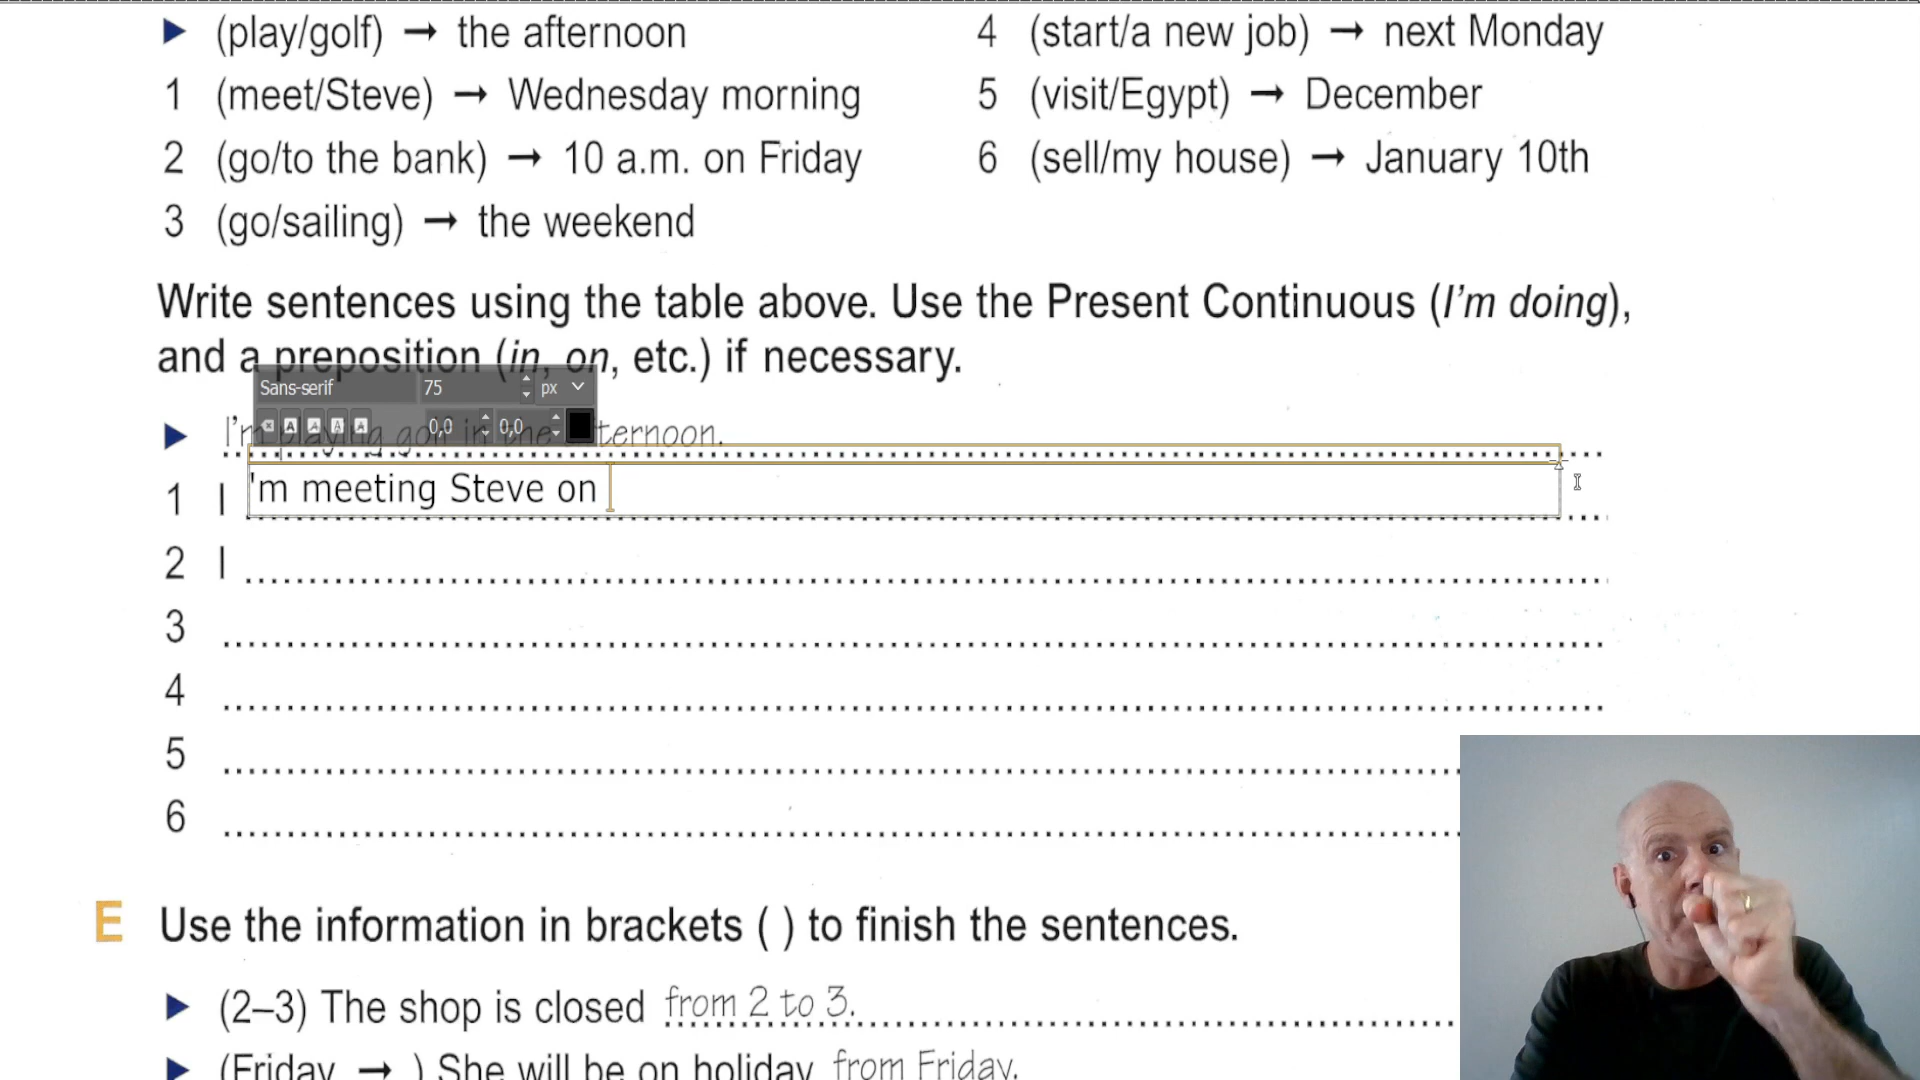 ▶ (play/golf) → the afternoon
1 (meet/Steve) → Wednesday morning
2 (go/to the bank) → 10 a.m. on Friday
3 (go/sailing) → the weekend
4 (start/a new job) → next Monday
5 (visit/Egypt) → December
6 (sell/my house) → January 10th
Write sentences using the table above. Use the Present Continuous (I'm doing),
and a preposition (in, on, etc.) if necessary.
Sans-serif 75 px
0,0 0,0
▶ I'm playing golf in the afternoon.
1 I 'm meeting Steve on
2 I
3
4
5
6
E Use the information in brackets ( ) to finish the sentences.
▶ (2–3) The shop is closed from 2 to 3.
▶ (Friday → ) She will be on holiday from Friday.